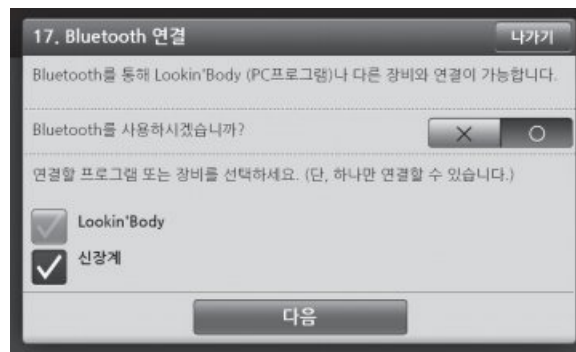 17. Bluetooth 연결
나가기
Bluetooth를 통해 Lookin'Body (PC프로그램)나 다른 장비와 연결이 가능합니다.
Bluetooth를 사용하시겠습니까?
연결할 프로그램 또는 장비를 선택하세요. (단, 하나만 연결할 수 있습니다.)
Lookin'Body
신장계
다음